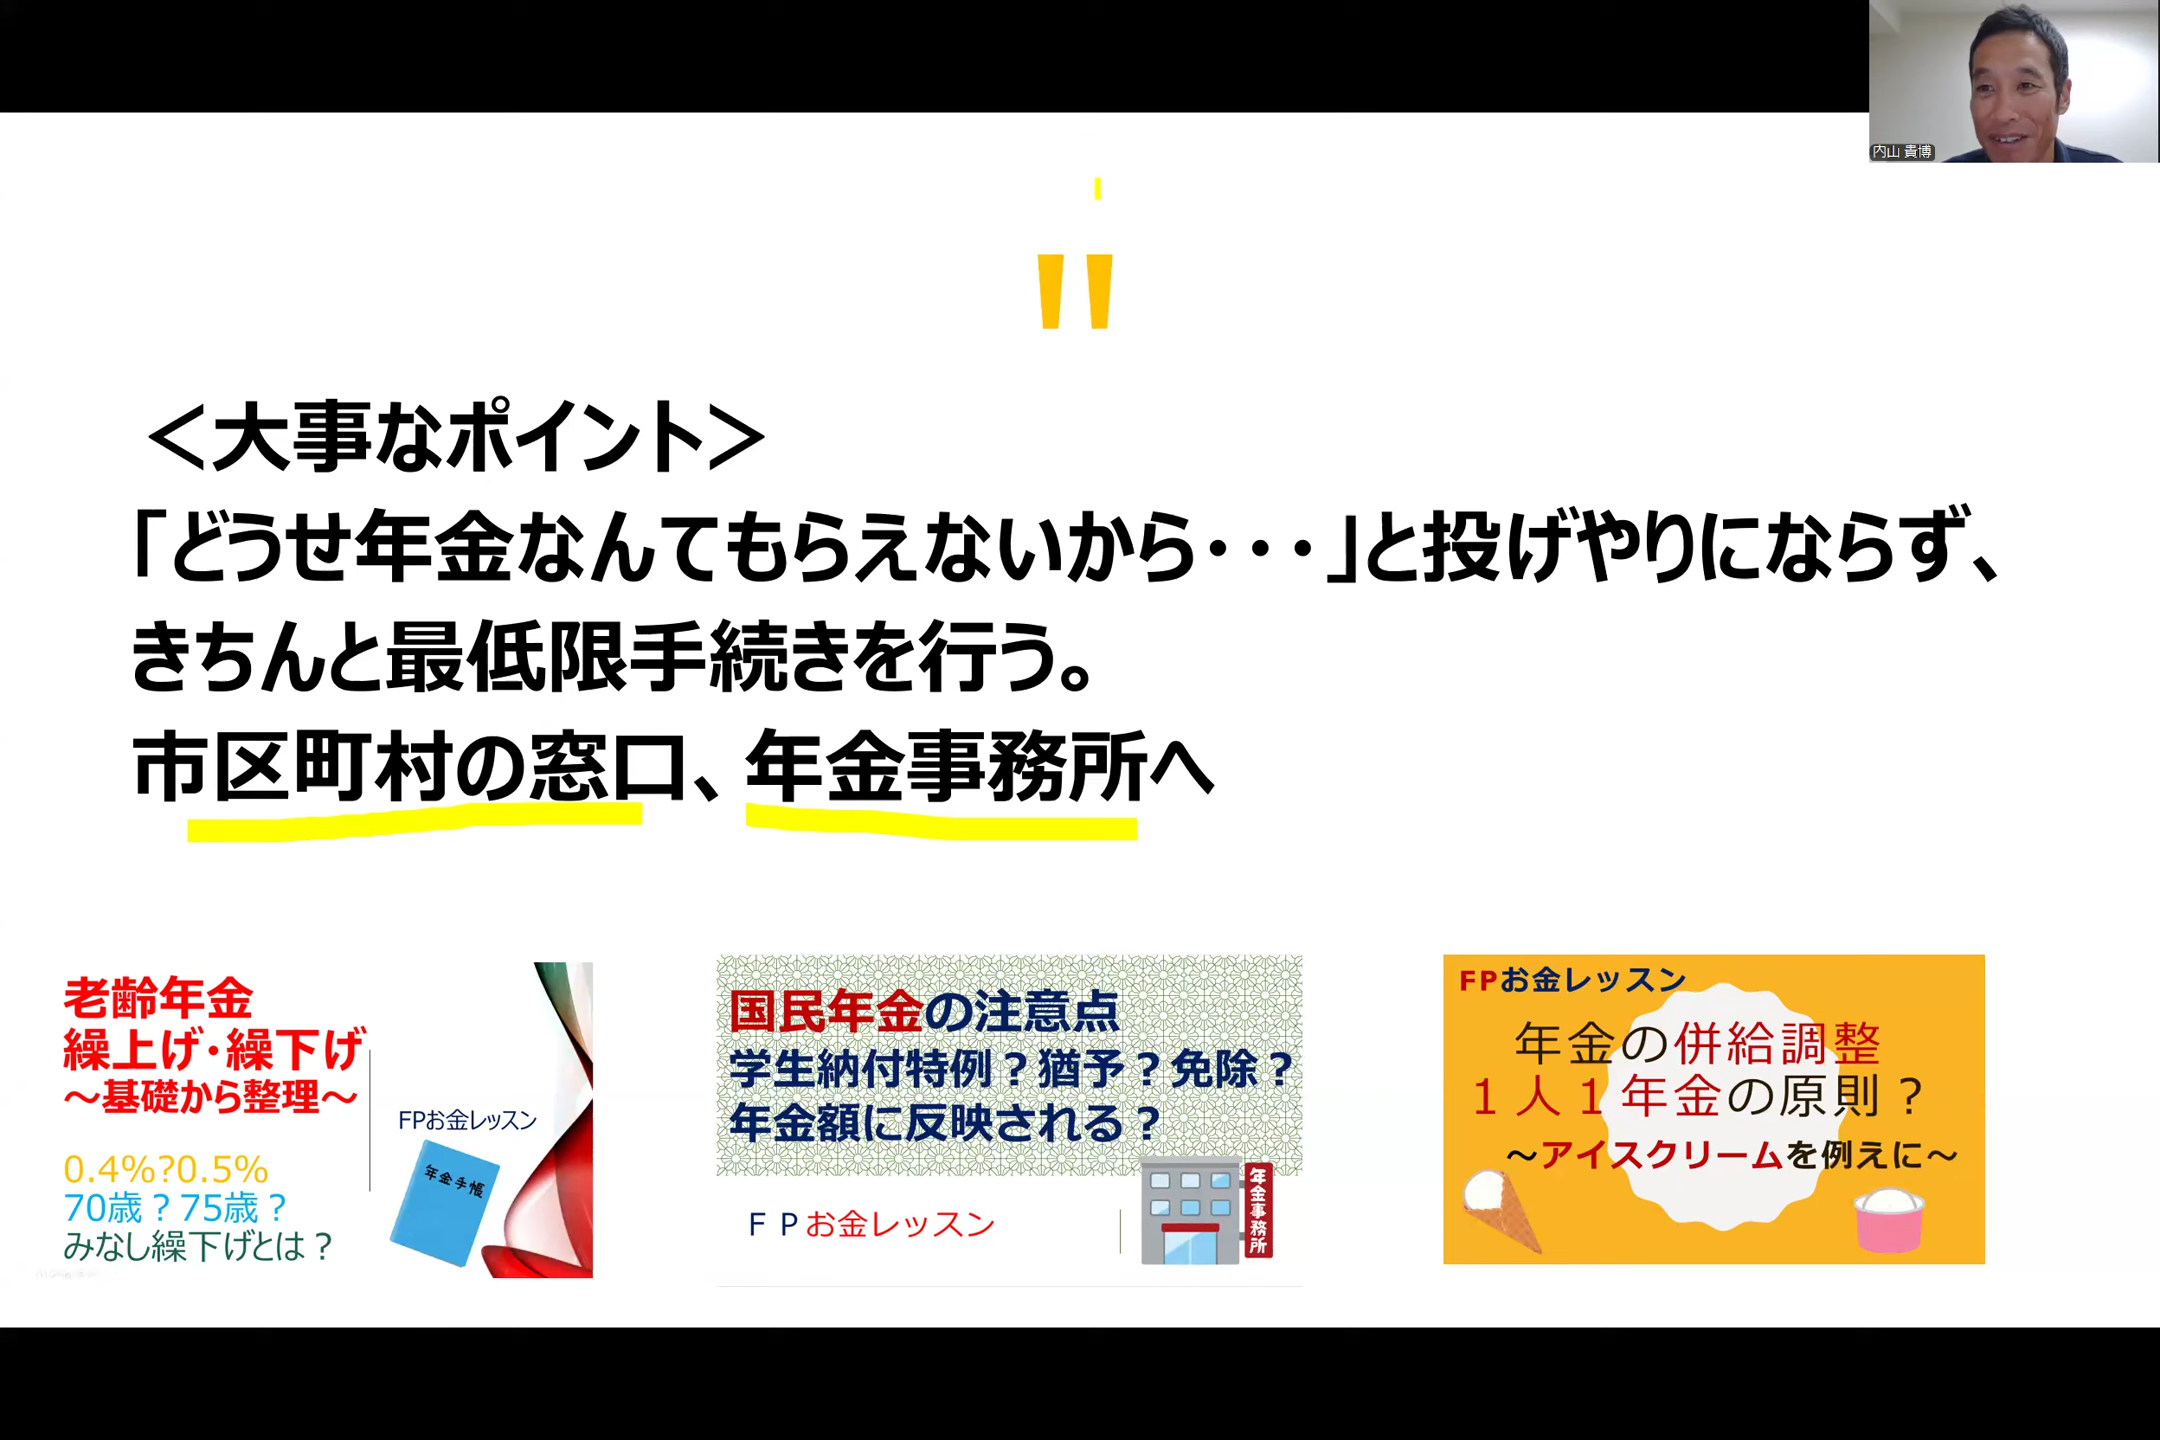 内山 貴博
"
＜大事なポイント＞
「どうせ年金なんてもらえないから・・・」と投げやりにならず、
きちんと最低限手続きを行う。
市区町村の窓口、年金事務所へ
老齢年金
繰上げ・繰下げ
～基礎から整理～
FPお金レッスン
年金手帳
0.4%?0.5%
70歳？75歳？
みなし繰下げとは？
国民年金の注意点
学生納付特例？猶予？免除？
年金額に反映される？
ＦＰお金レッスン
年金事務所
FPお金レッスン
年金の併給調整
１人１年金の原則？
～アイスクリームを例えに～